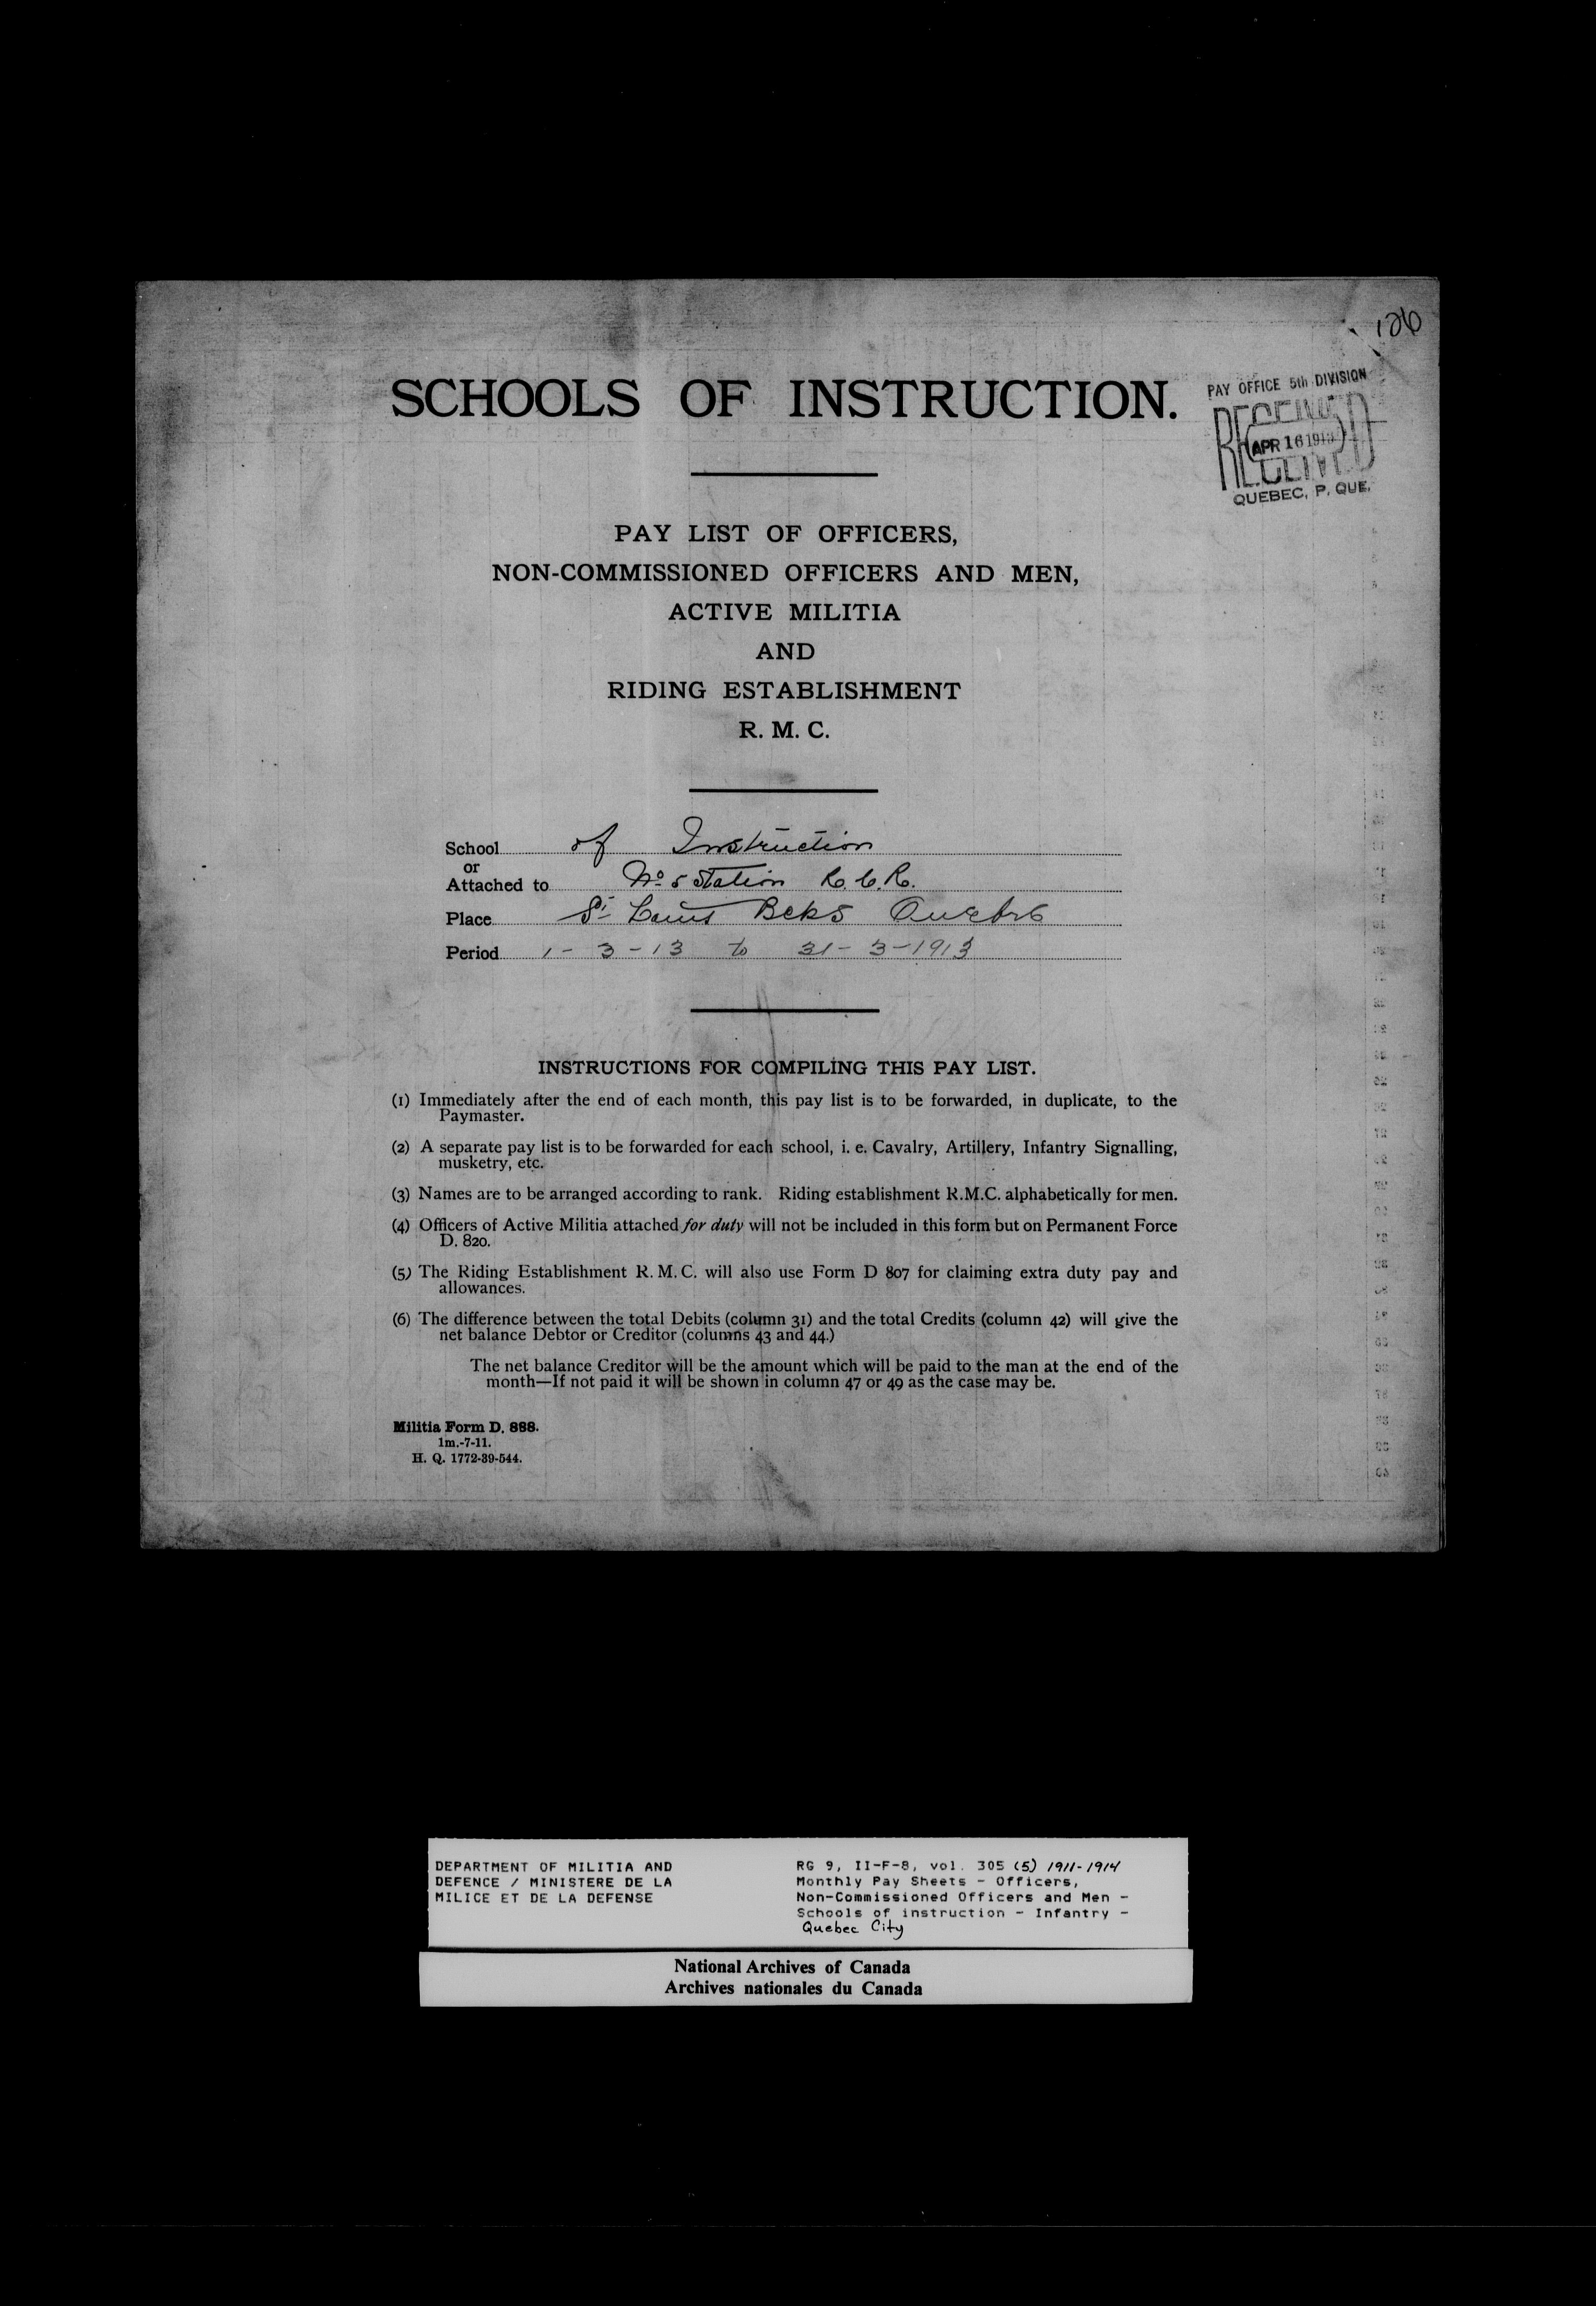 126
SCHOOLS OF INSTRUCTION.
PAY OFFICE 5th DIVISION
RECEIVED
APR 16 1913
QUEBEC, P. QUE.
PAY LIST OF OFFICERS,
NON-COMMISSIONED OFFICERS AND MEN,
ACTIVE MILITIA
AND
RIDING ESTABLISHMENT
R. M. C.
School of Instruction
or
Attached to No 5 Station R.C.R.
Place St Louis Bcks Quebec
Period 1 - 3 - 13 to 31 - 3 - 1913
INSTRUCTIONS FOR COMPILING THIS PAY LIST.
(1) Immediately after the end of each month, this pay list is to be forwarded, in duplicate, to the
Paymaster.
(2) A separate pay list is to be forwarded for each school, i. e. Cavalry, Artillery, Infantry Signalling,
musketry, etc.
(3) Names are to be arranged according to rank. Riding establishment R.M.C. alphabetically for men.
(4) Officers of Active Militia attached for duty will not be included in this form but on Permanent Force
D. 820.
(5) The Riding Establishment R. M. C. will also use Form D 807 for claiming extra duty pay and
allowances.
(6) The difference between the total Debits (column 31) and the total Credits (column 42) will give the
net balance Debtor or Creditor (columns 43 and 44.)
The net balance Creditor will be the amount which will be paid to the man at the end of the
month—If not paid it will be shown in column 47 or 49 as the case may be.
Militia Form D. 888.
1m.-7-11.
H. Q. 1772-39-544.
DEPARTMENT OF MILITIA AND
DEFENCE / MINISTERE DE LA
MILICE ET DE LA DEFENSE
RG 9, II-F-8, vol. 305 (5) 1911-1914
Monthly Pay Sheets - Officers,
Non-Commissioned Officers and Men -
Schools of instruction - Infantry -
Quebec City
National Archives of Canada
Archives nationales du Canada